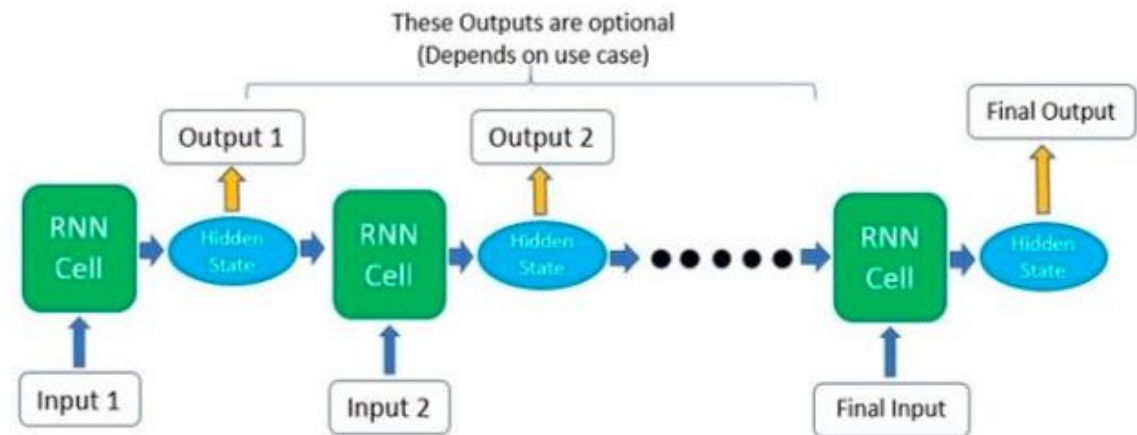 These Outputs are optional
(Depends on use case)
Output 1
Output 2
Final Output
RNN
Cell
Hidden
State
RNN
Cell
Hidden
State
RNN
Cell
Hidden
State
Input 1
Input 2
Final Input